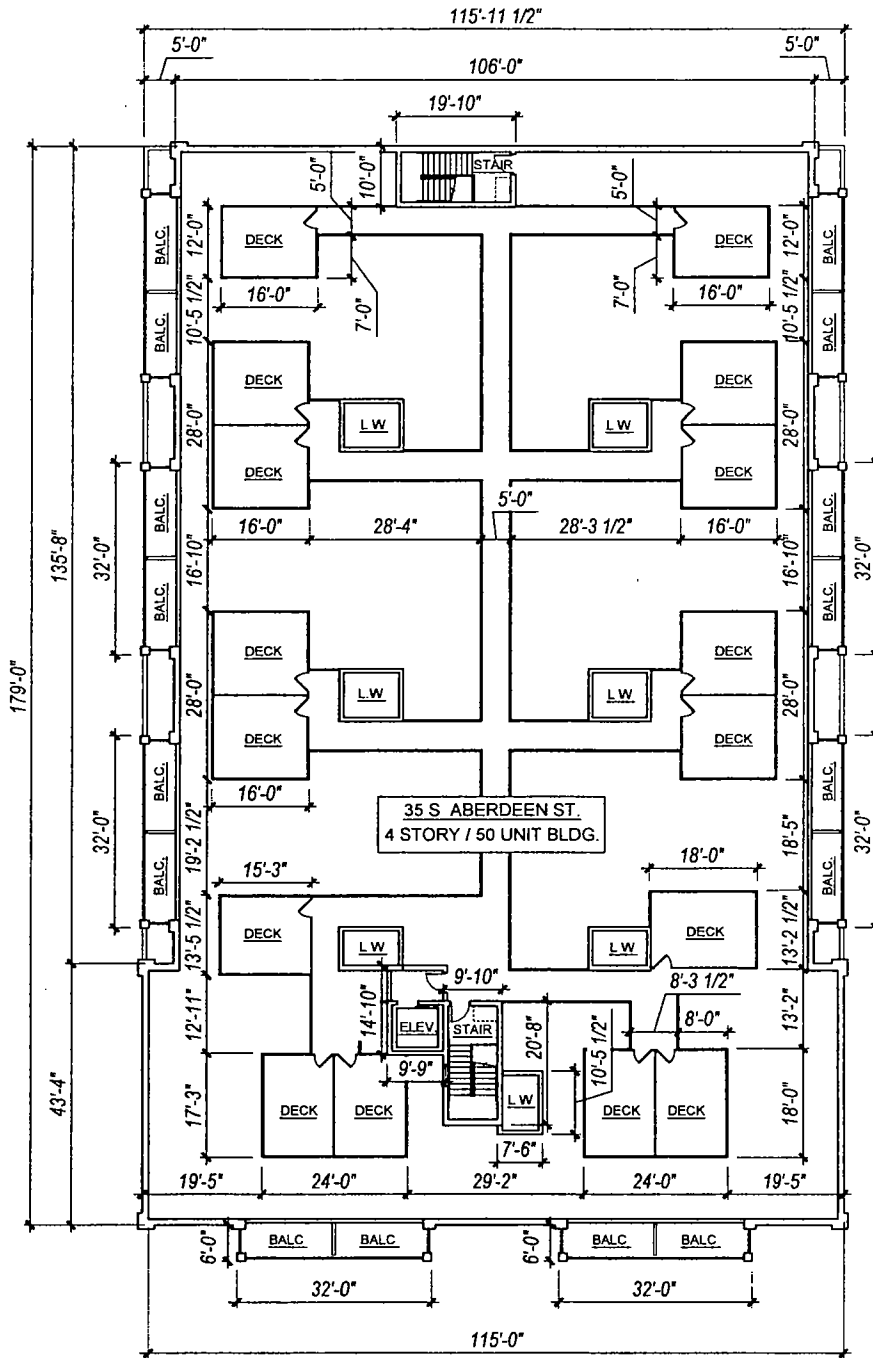 115'-11 1/2"
5'-0"
5'-0"
106'-0"
19'-10"
STAIR
5'-0"
10'-0"
5'-0"
BALC.
12'-0"
DECK
DECK
12'-0"
BALC.
7'-0"
7'-0"
16'-0"
16'-0"
BALC.
10'-5 1/2"
10'-5 1/2"
BALC.
DECK
DECK
28'-0"
L W
L W
28'-0"
DECK
DECK
5'-0"
16'-0"
28'-4"
28'-3 1/2"
16'-0"
135'-8"
32'-0"
BALC.
BALC.
16'-10"
16'-10"
BALC.
BALC.
32'-0"
179'-0"
DECK
DECK
28'-0"
L.W
L W
28'-0"
DECK
DECK
16'-0"
35 S ABERDEEN ST.
4 STORY / 50 UNIT BLDG.
32'-0"
BALC.
BALC.
19'-2 1/2"
18'-5"
BALC.
BALC.
32'-0"
15'-3"
18'-0"
13'-5 1/2"
DECK
L W
L W
DECK
13'-2 1/2"
9'-10"
8'-3 1/2"
12'-11"
14'-10"
ELEV.
STAIR
20'-8"
10'-5 1/2"
8'-0"
13'-2"
9'-9"
43'-4"
17'-3"
DECK
DECK
L W
DECK
DECK
18'-0"
7'-6"
19'-5"
24'-0"
29'-2"
24'-0"
19'-5"
6'-0"
BALC
BALC
6'-0"
BALC.
BALC.
32'-0"
32'-0"
115'-0"